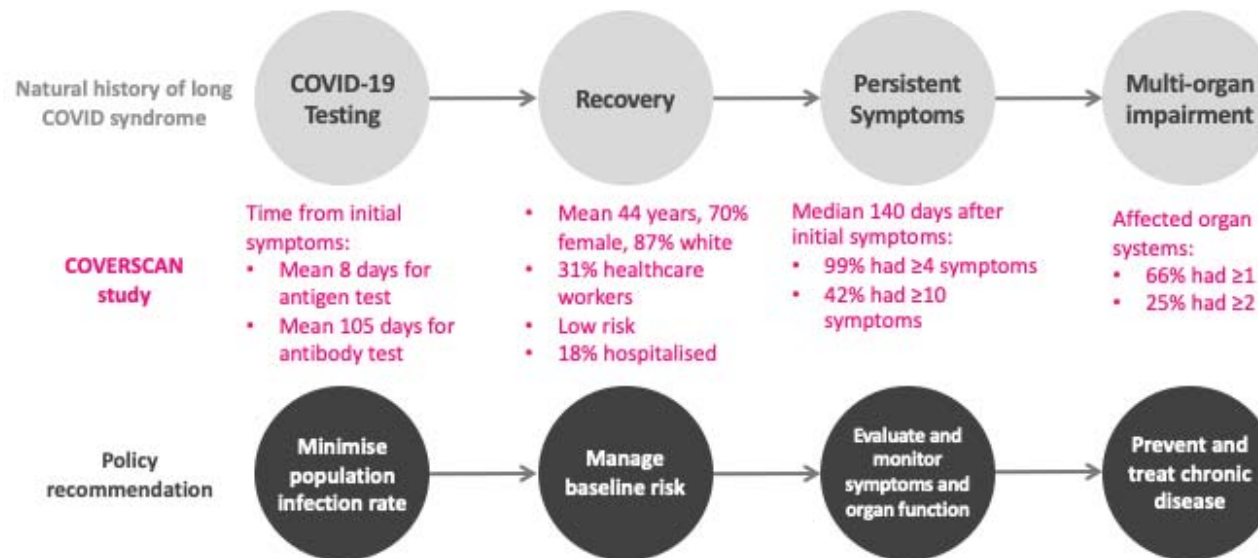 Natural history of long
COVID syndrome
COVID-19
Testing
Recovery
Persistent
Symptoms
Multi-organ
impairment
COVERSCAN
study
Time from initial
symptoms:
• Mean 8 days for
antigen test
• Mean 105 days for
antibody test
• Mean 44 years, 70%
female, 87% white
• 31% healthcare
workers
• Low risk
• 18% hospitalised
Median 140 days after
initial symptoms:
• 99% had ≥4 symptoms
• 42% had ≥10
symptoms
Affected organ
systems:
• 66% had ≥1
• 25% had ≥2
Policy
recommendation
Minimise
population
infection rate
Manage
baseline risk
Evaluate and
monitor
symptoms and
organ function
Prevent and
treat chronic
disease